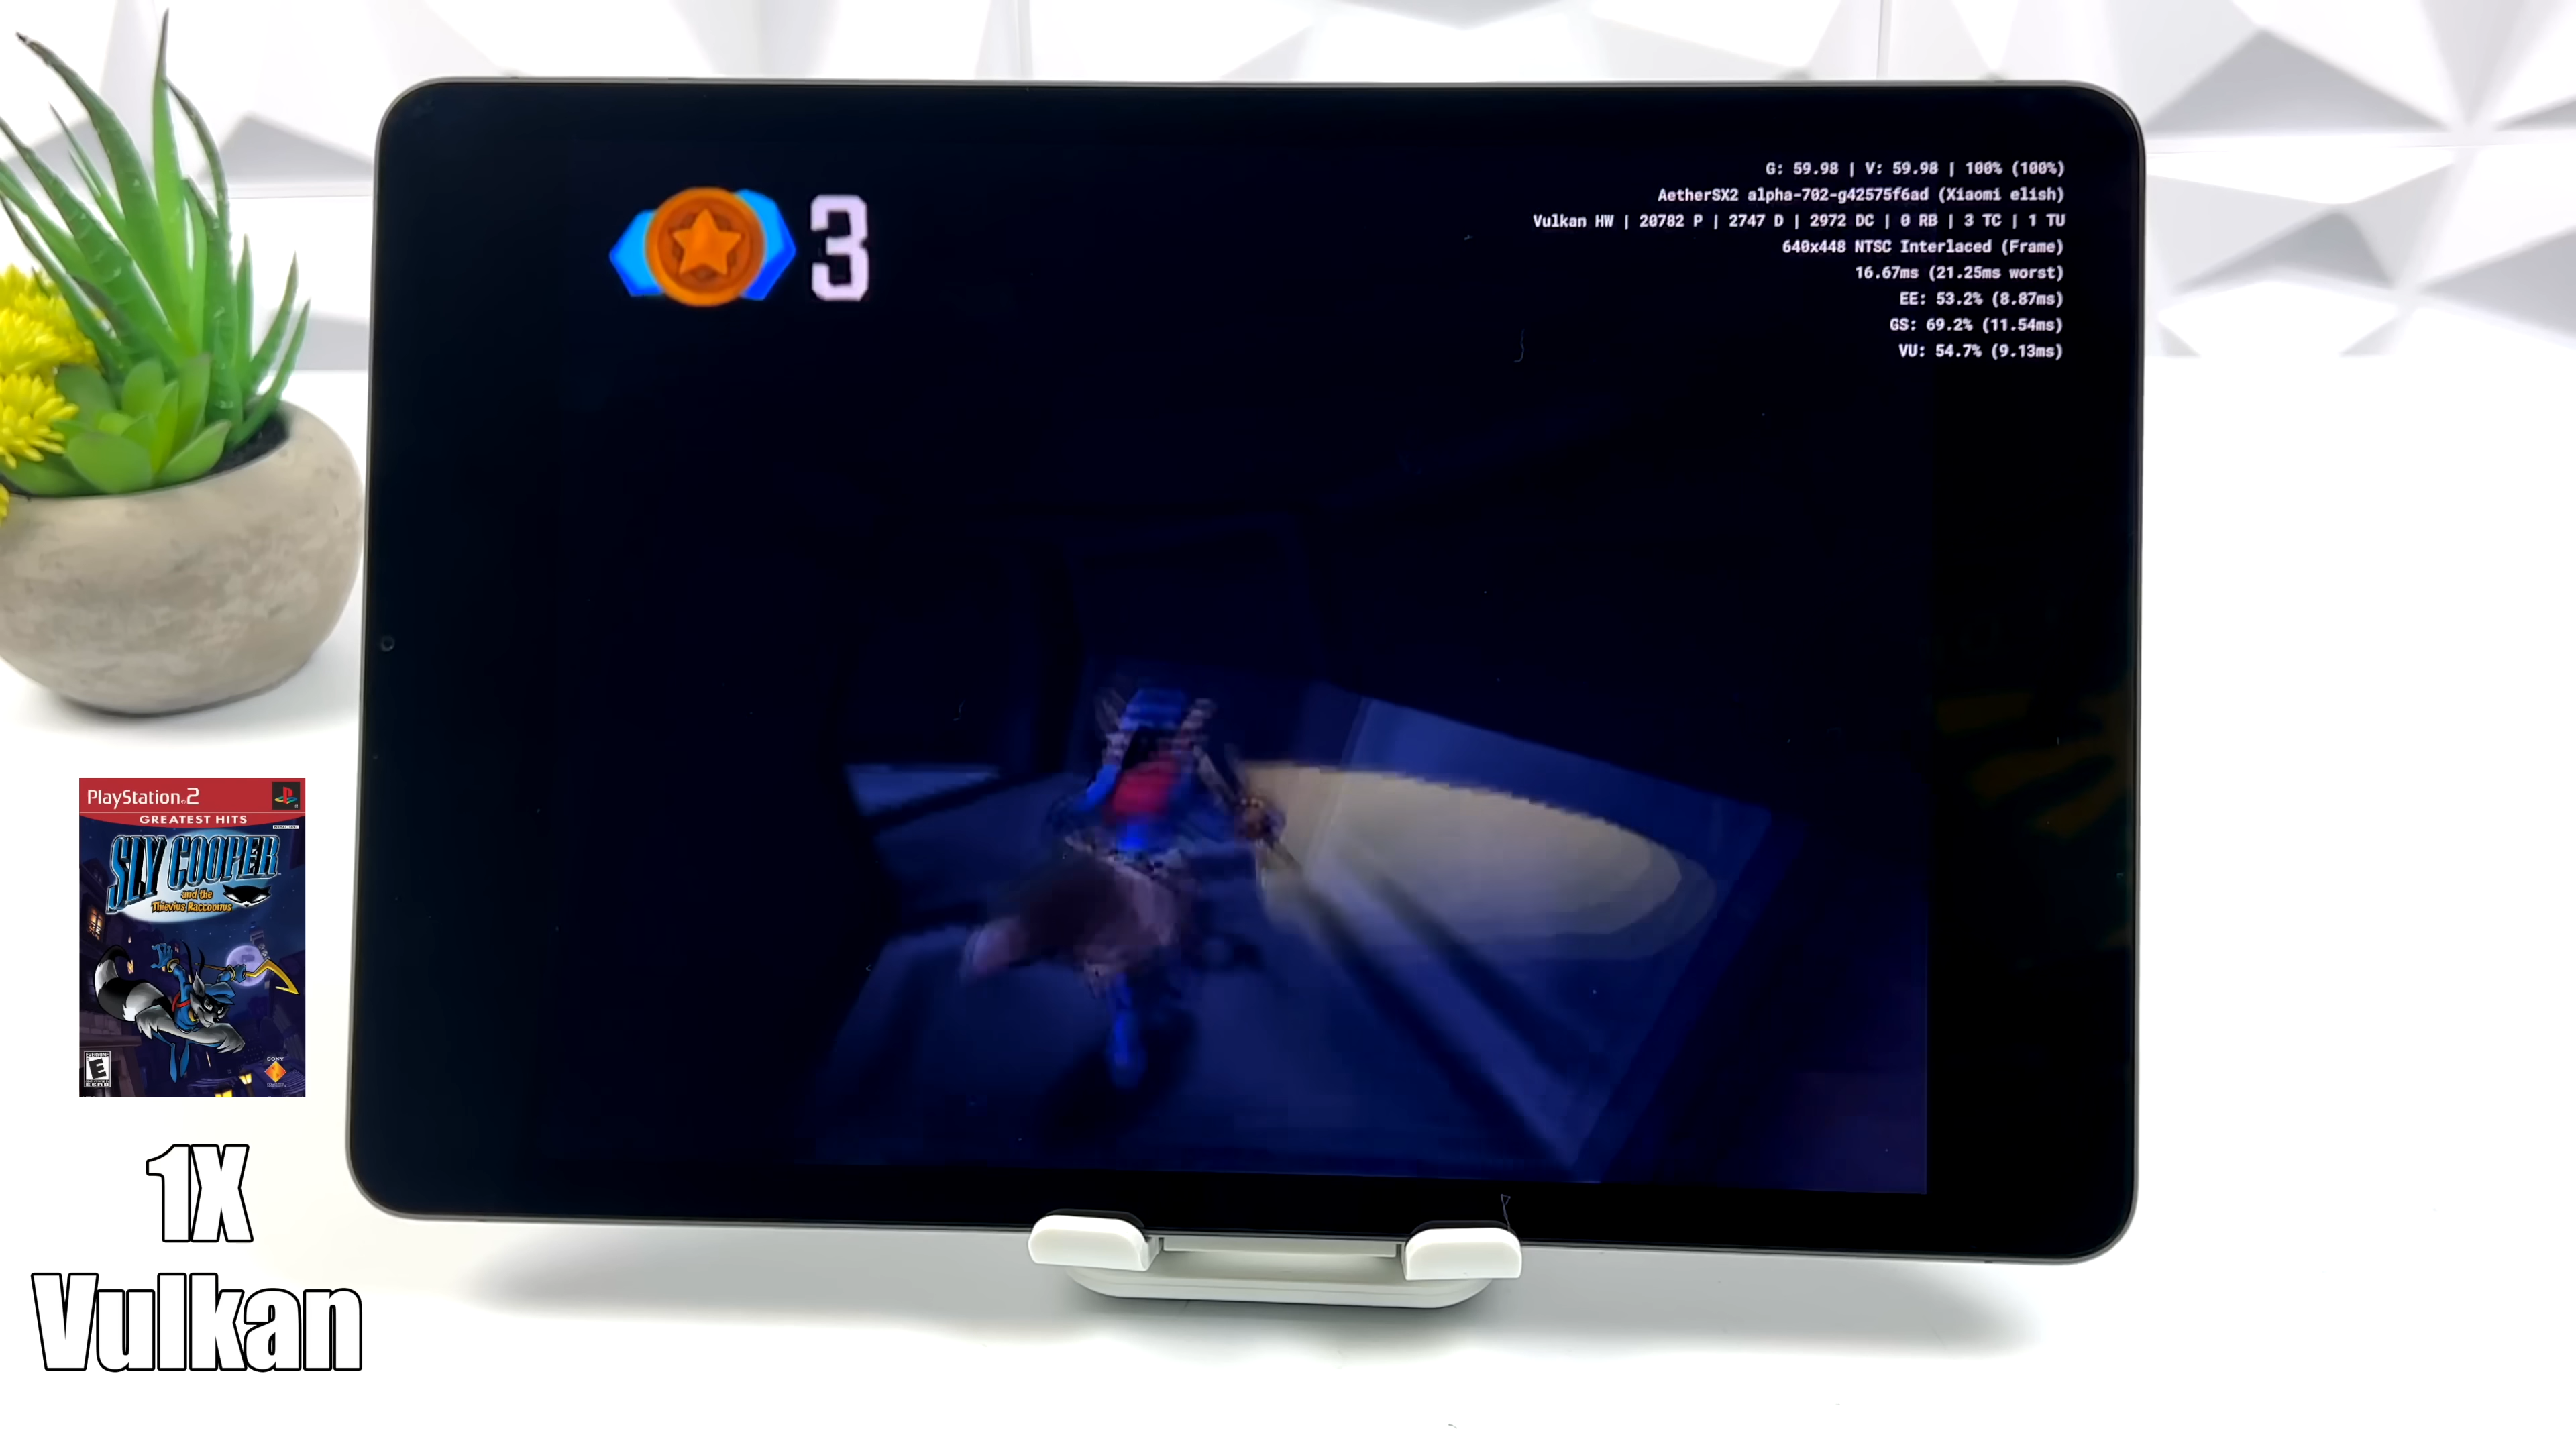 3
G: 59.98 | V: 59.98 | 100% (100%)
AetherSX2 alpha-702-g42575f6ad (Xiaomi elish)
Vulkan HW | 20782 P | 2747 D | 2972 DC | 0 RB | 3 TC | 1 TU
640x448 NTSC Interlaced (Frame)
16.67ms (21.25ms worst)
EE: 53.2% (8.87ms)
GS: 69.2% (11.54ms)
VU: 54.7% (9.13ms)
PlayStation.2
GREATEST HITS
SLY COOPER
and the
Thievius Raccoonus
EVERYONE
E
SONY
1X
Vulkan